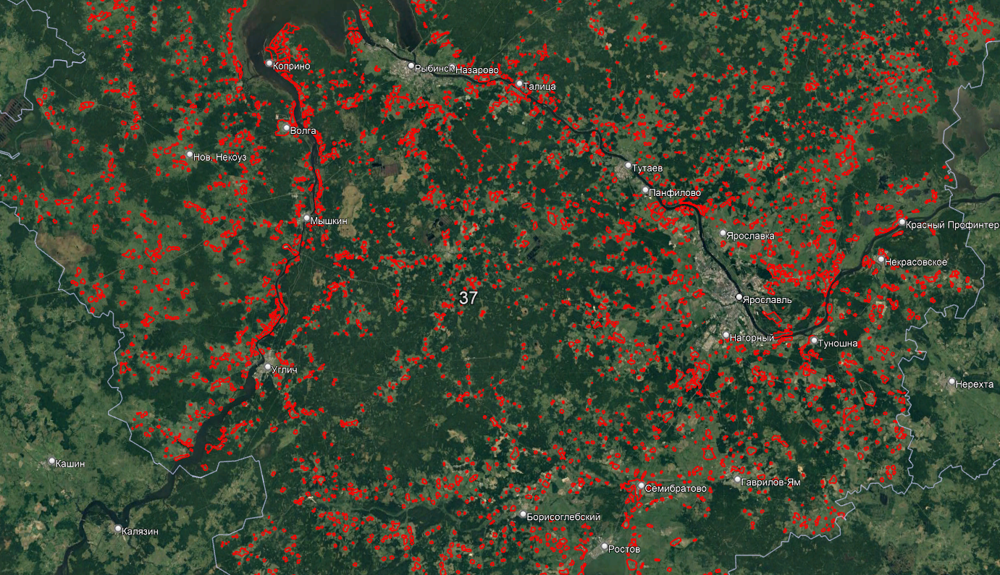 Коприно
Рыбинск
Назарово
Талица
Волга
Нов. Некоуз
Тутаев
Панфилово
Мышкин
Красный Профинтер
Ярославка
Некрасовское
37
Ярославль
Нагорный
Туношна
Углич
Нерехта
Кашин
Гаврилов-Ям
Семибратово
Борисоглебский
Калязин
Ростов